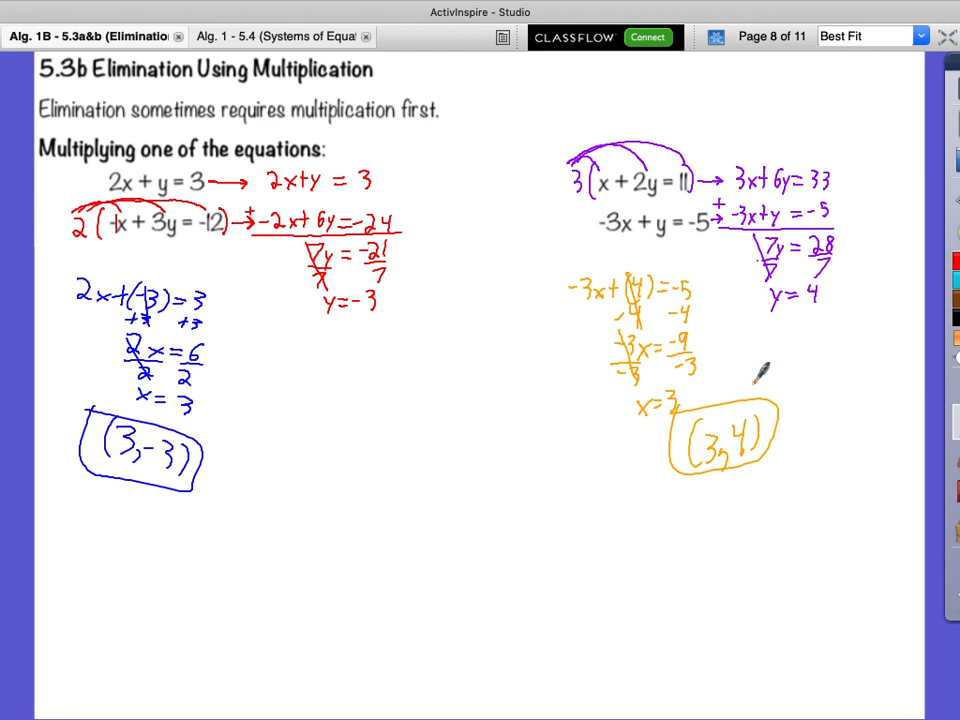 ActivInspire - Studio
Alg. 1B - 5.3a&b (Eliminatio
Alg. 1 - 5.4 (Systems of Equa
CLASSFLOW Connect
Page 8 of 11
Best Fit
5.3b Elimination Using Multiplication
Elimination sometimes requires multiplication first.
Multiplying one of the equations:
2x + y = 3 → 2x+y = 3
2(-x + 3y = -12) → + -2x + 6y = -24
7y = -21
7 7
y = -3
2x+(-3) = 3
+3 +3
2x = 6
2 2
x = 3
(3,-3)
3(x + 2y = 11) → 3x+6y = 33
-3x + y = -5 → + -3x+y = -5
7y = 28
7 7
y = 4
-3x + (4) = -5
-4 -4
-3x = -9
-3 -3
x = 3
(3,4)